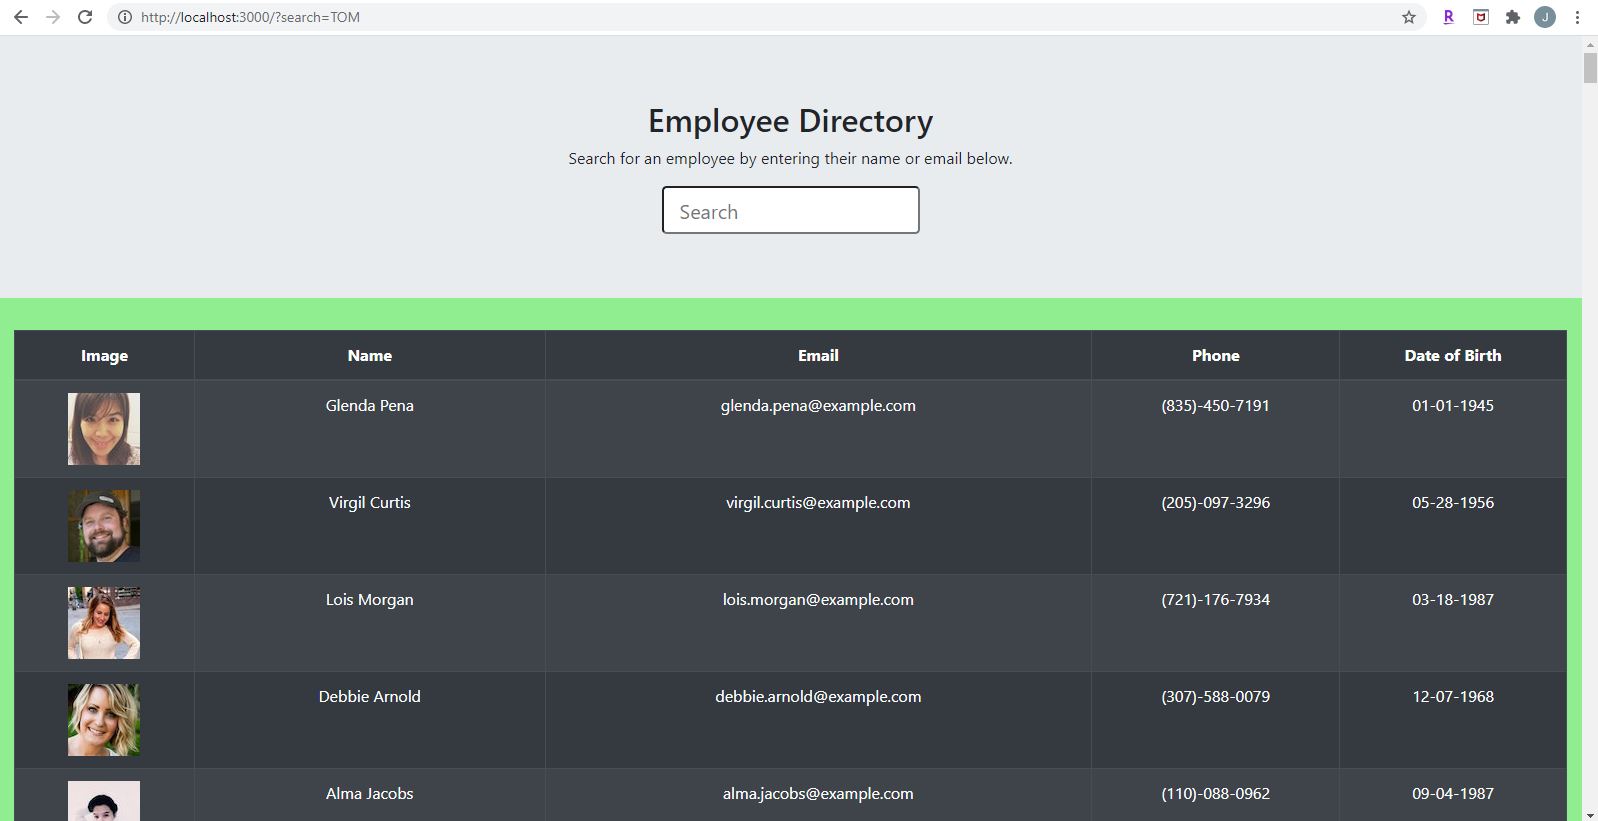 http://localhost:3000/?search=TOM
R
J
Employee Directory
Search for an employee by entering their name or email below.
Search
Image Name Email Phone Date of Birth
Glenda Pena glenda.pena@example.com (835)-450-7191 01-01-1945
Virgil Curtis virgil.curtis@example.com (205)-097-3296 05-28-1956
Lois Morgan lois.morgan@example.com (721)-176-7934 03-18-1987
Debbie Arnold debbie.arnold@example.com (307)-588-0079 12-07-1968
Alma Jacobs alma.jacobs@example.com (110)-088-0962 09-04-1987